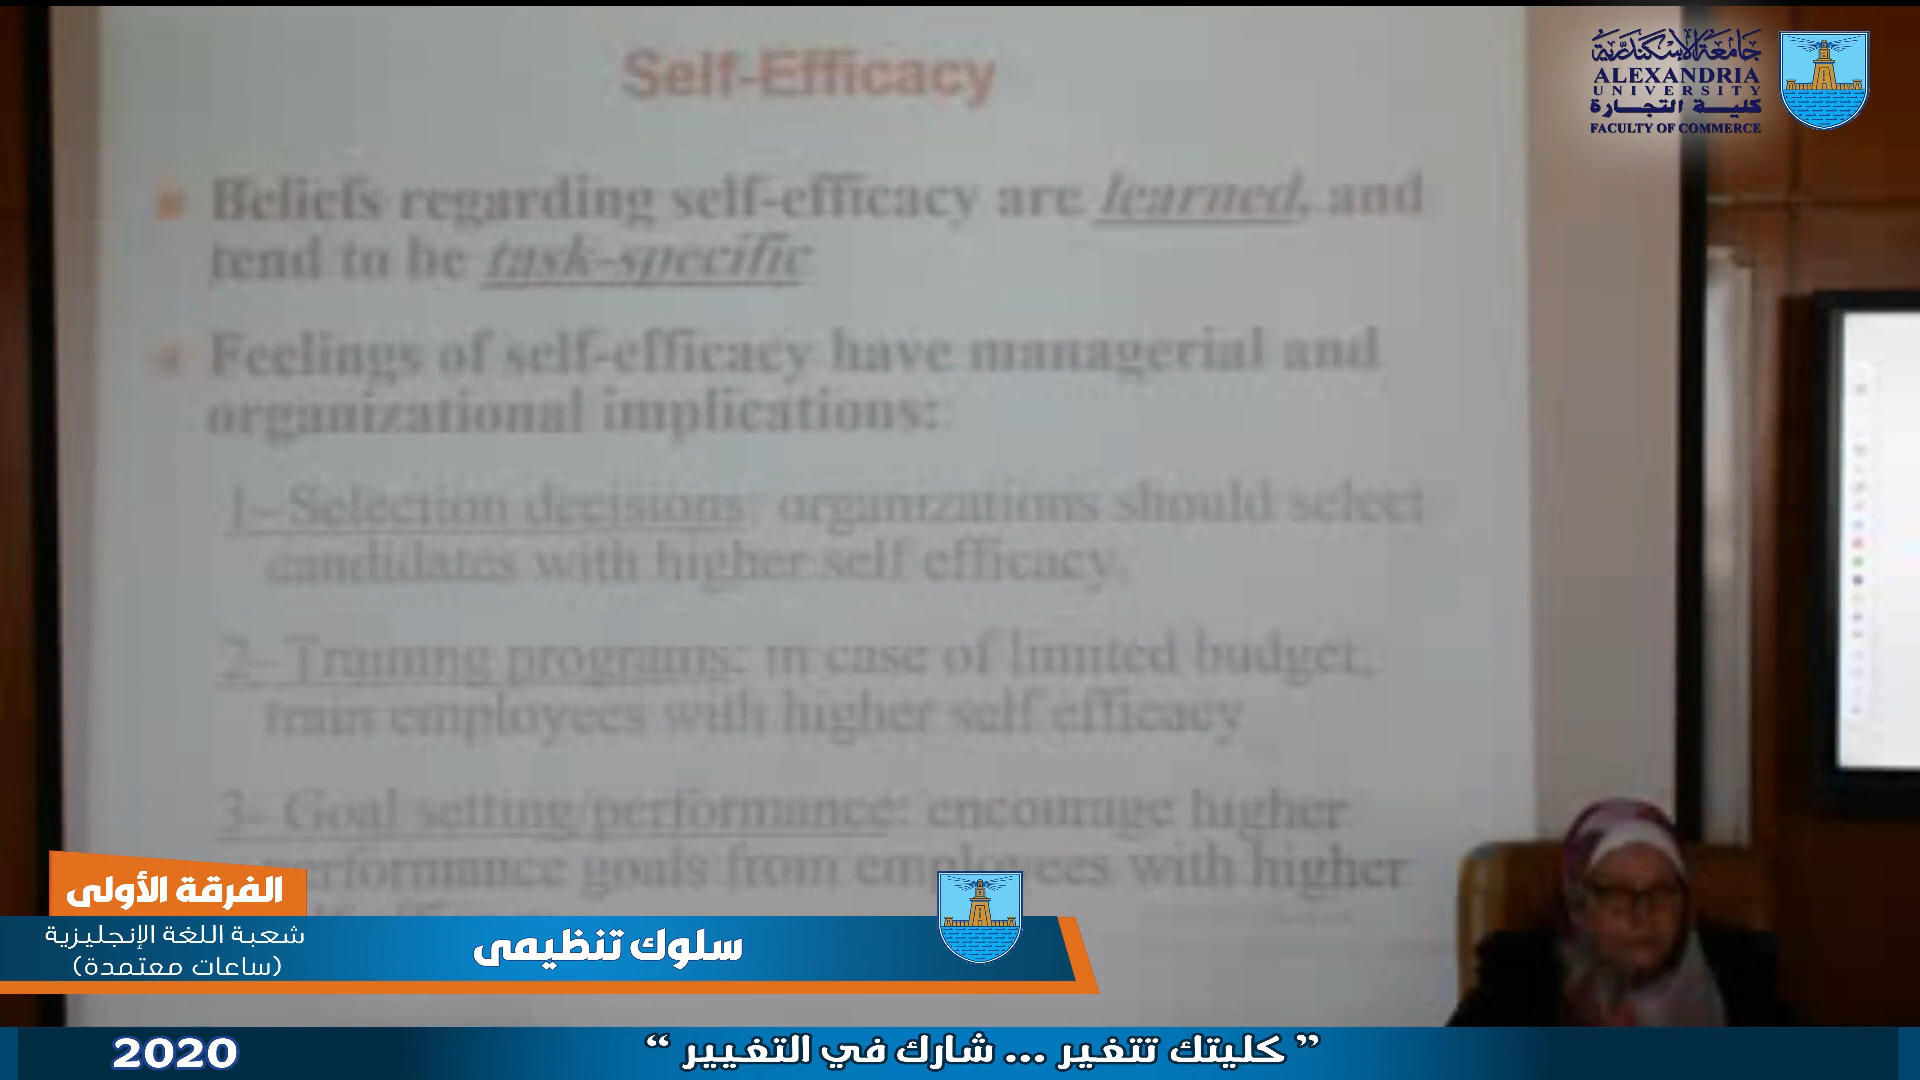 Self-Efficacy
جامعة الإسكندرية
ALEXANDRIA
UNIVERSITY
كلية التجارة
FACULTY OF COMMERCE
Beliefs regarding self-efficacy are learned, and
tend to be task-specific
Feelings of self-efficacy have managerial and
organizational implications:
1- Selection decisions: organizations should select
candidates with higher self efficacy.
2- Training programs: in case of limited budget,
train employees with higher self efficacy
3- Goal setting/performance: encourage higher
performance goals from employees with higher
الفرقة الأولى
شعبة اللغة الإنجليزية
(ساعات معتمدة)
سلوك تنظيمى
2020
” كليتك تتغير ... شارك في التغيير “